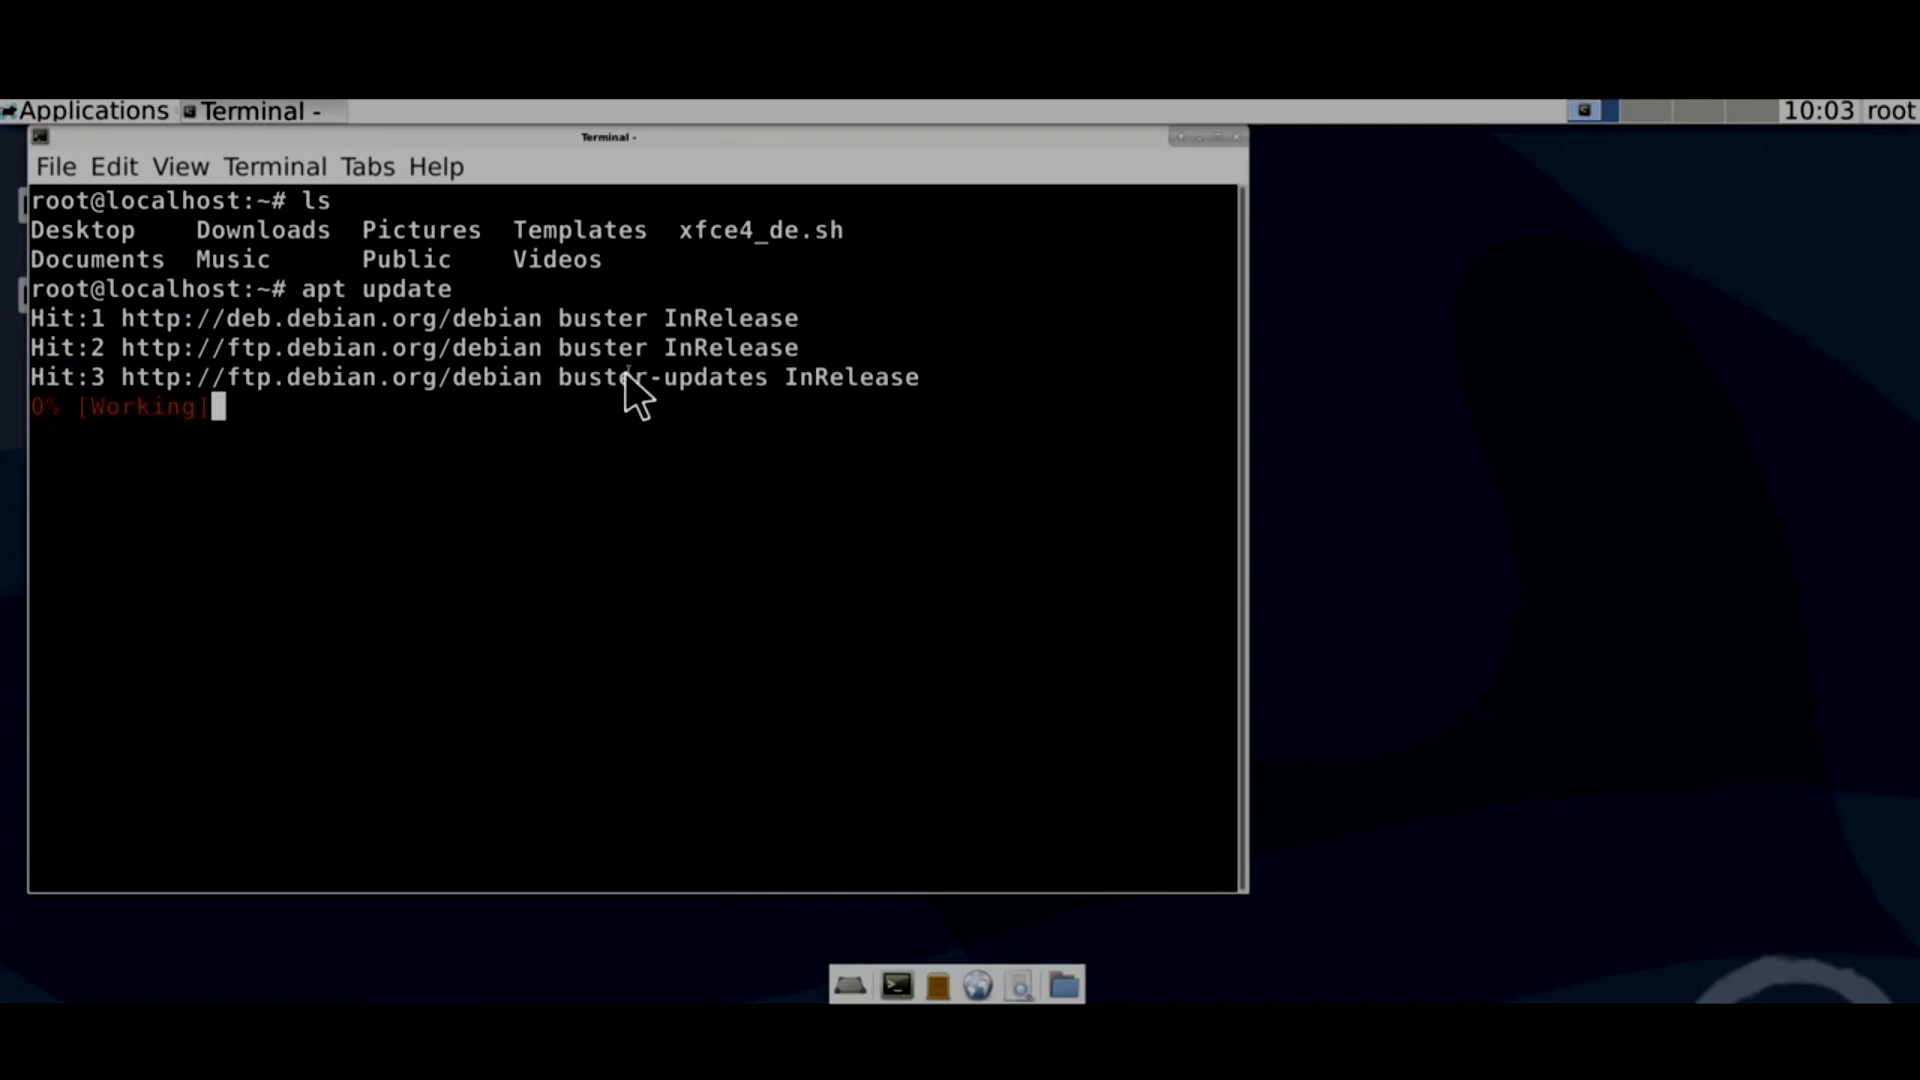 Applications Terminal - 10:03 root
Terminal -
File Edit View Terminal Tabs Help
root@localhost:~# ls
Desktop Downloads Pictures Templates xfce4_de.sh
Documents Music Public Videos
root@localhost:~# apt update
Hit:1 http://deb.debian.org/debian buster InRelease
Hit:2 http://ftp.debian.org/debian buster InRelease
Hit:3 http://ftp.debian.org/debian buster-updates InRelease
0% [Working]